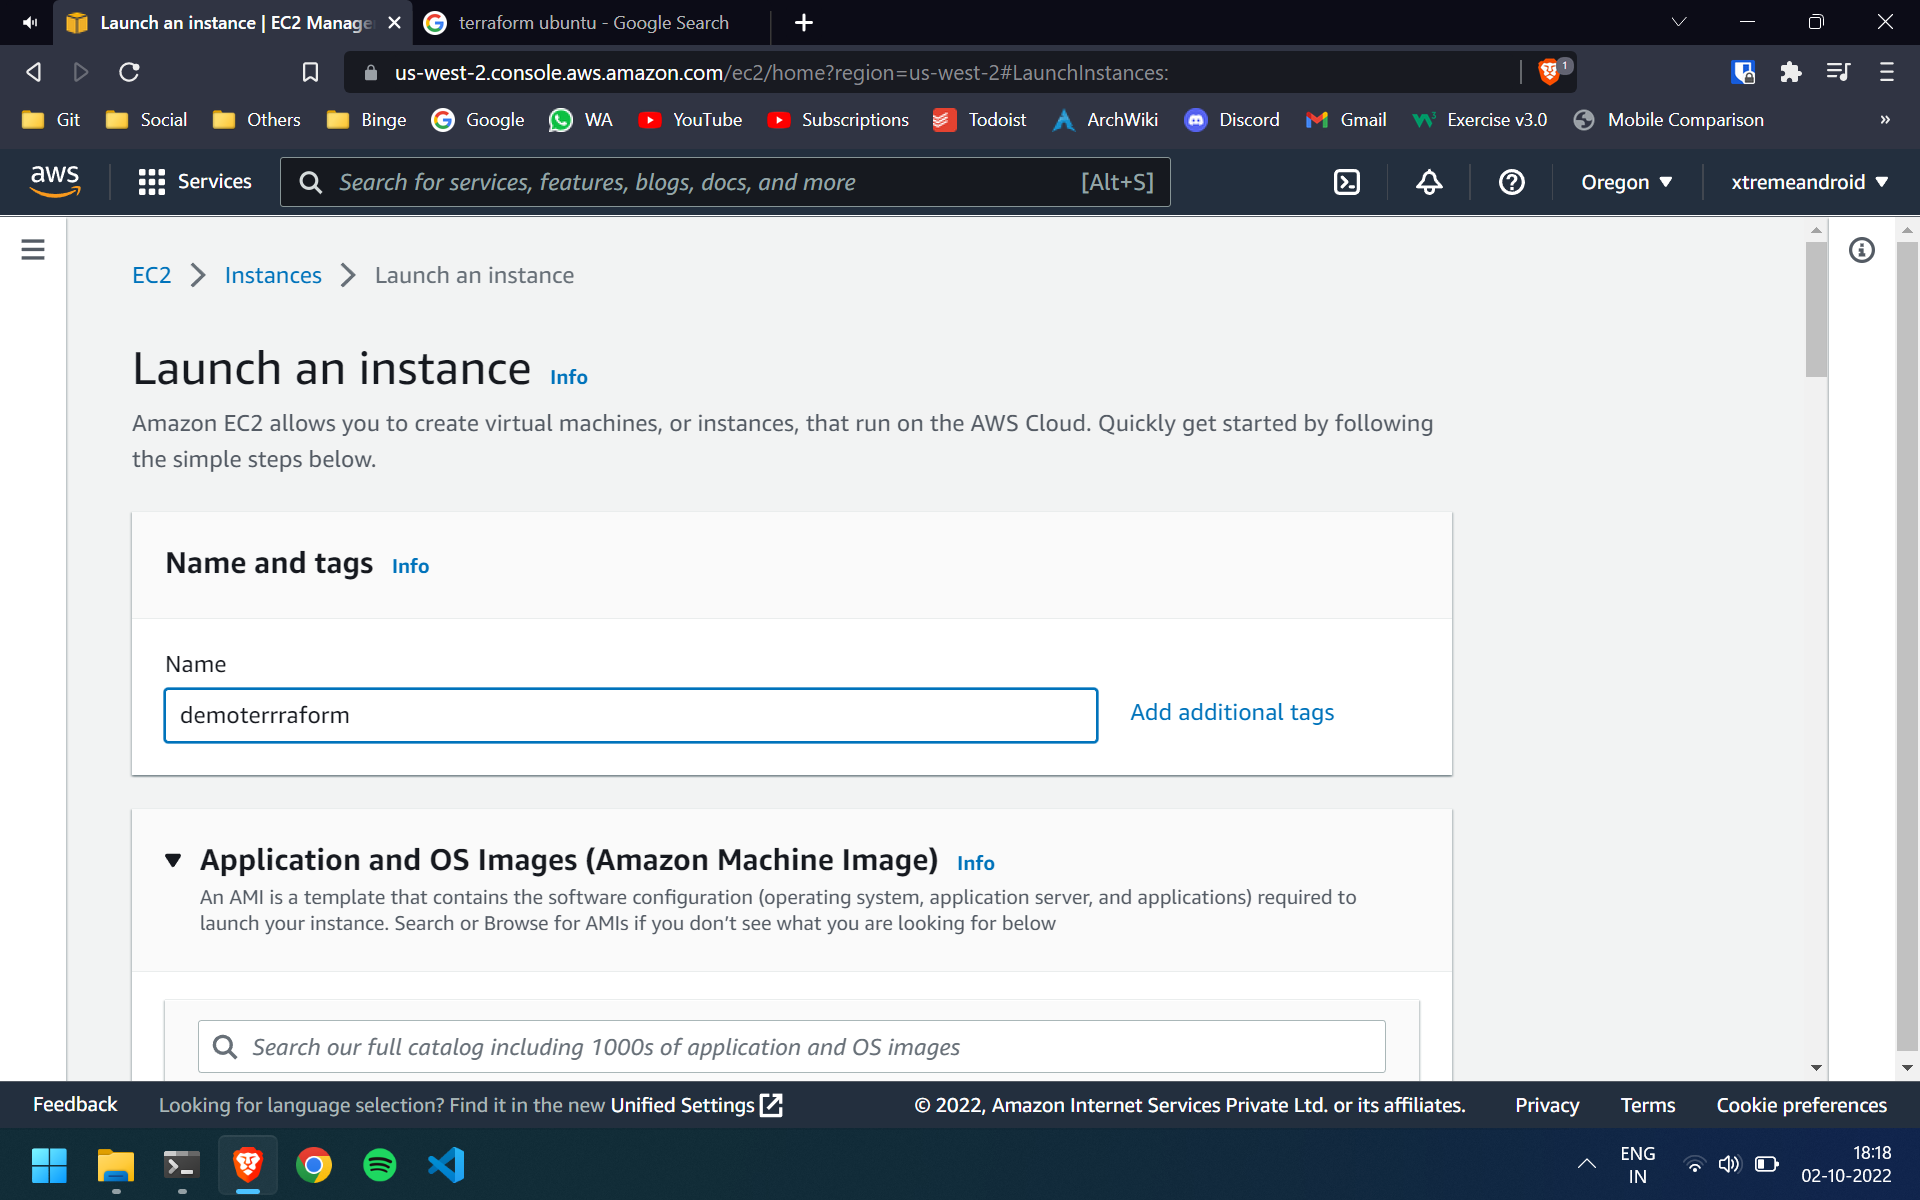 Launch an instance | EC2 Manage
terraform ubuntu - Google Search
us-west-2.console.aws.amazon.com/ec2/home?region=us-west-2#LaunchInstances:
1
Git
Social
Others
Binge
Google
WA
YouTube
Subscriptions
Todoist
ArchWiki
Discord
Gmail
Exercise v3.0
Mobile Comparison
»
aws
Services
Search for services, features, blogs, docs, and more
[Alt+S]
Oregon
xtremeandroid
EC2
Instances
Launch an instance
Launch an instance Info
Amazon EC2 allows you to create virtual machines, or instances, that run on the AWS Cloud. Quickly get started by following
the simple steps below.
Name and tags Info
Name
demoterrraform
Add additional tags
Application and OS Images (Amazon Machine Image) Info
An AMI is a template that contains the software configuration (operating system, application server, and applications) required to
launch your instance. Search or Browse for AMIs if you don’t see what you are looking for below
Search our full catalog including 1000s of application and OS images
Feedback
Looking for language selection? Find it in the new Unified Settings
© 2022, Amazon Internet Services Private Ltd. or its affiliates.
Privacy
Terms
Cookie preferences
ENG
IN
18:18
02-10-2022